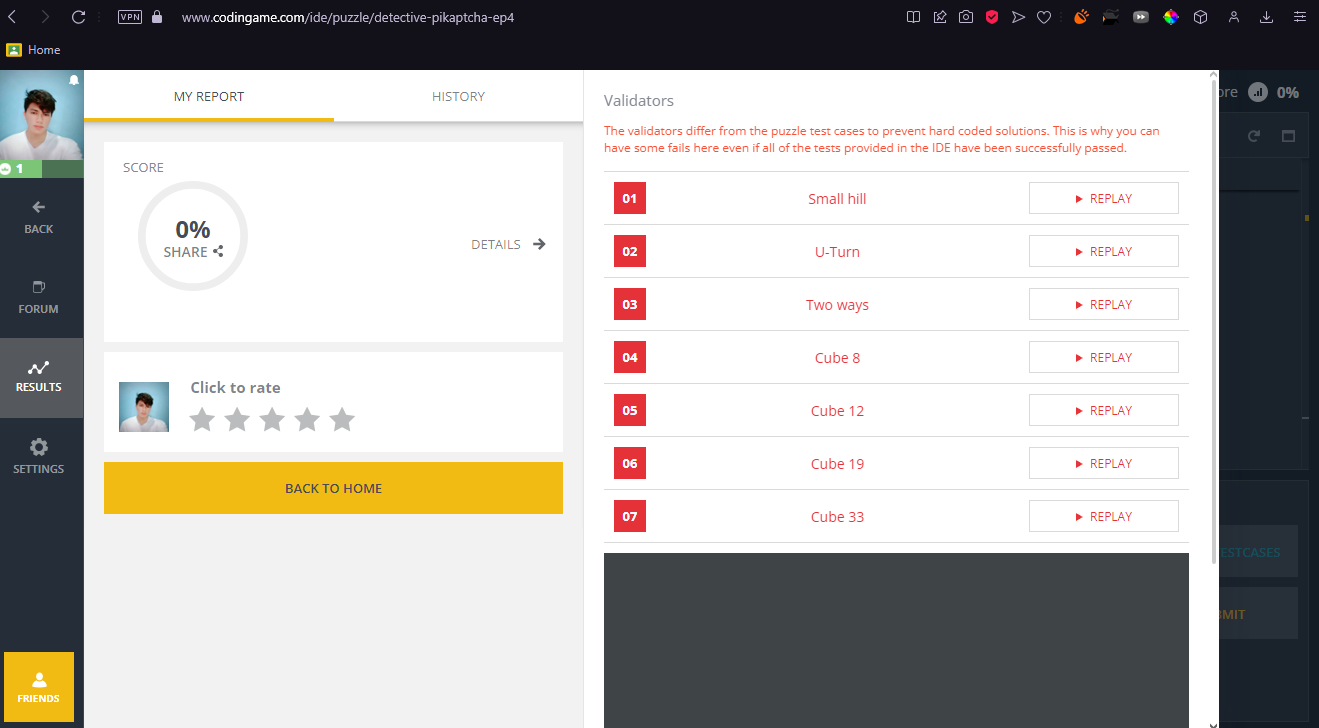 VPN
www.codingame.com/ide/puzzle/detective-pikaptcha-ep4
Home
1
BACK
FORUM
RESULTS
SETTINGS
FRIENDS
MY REPORT
HISTORY
SCORE
0%
SHARE
DETAILS
Click to rate
BACK TO HOME
Validators
The validators differ from the puzzle test cases to prevent hard coded solutions. This is why you can
have some fails here even if all of the tests provided in the IDE have been successfully passed.
01 Small hill REPLAY
02 U-Turn REPLAY
03 Two ways REPLAY
04 Cube 8 REPLAY
05 Cube 12 REPLAY
06 Cube 19 REPLAY
07 Cube 33 REPLAY
ore 0%
ESTCASES
MIT